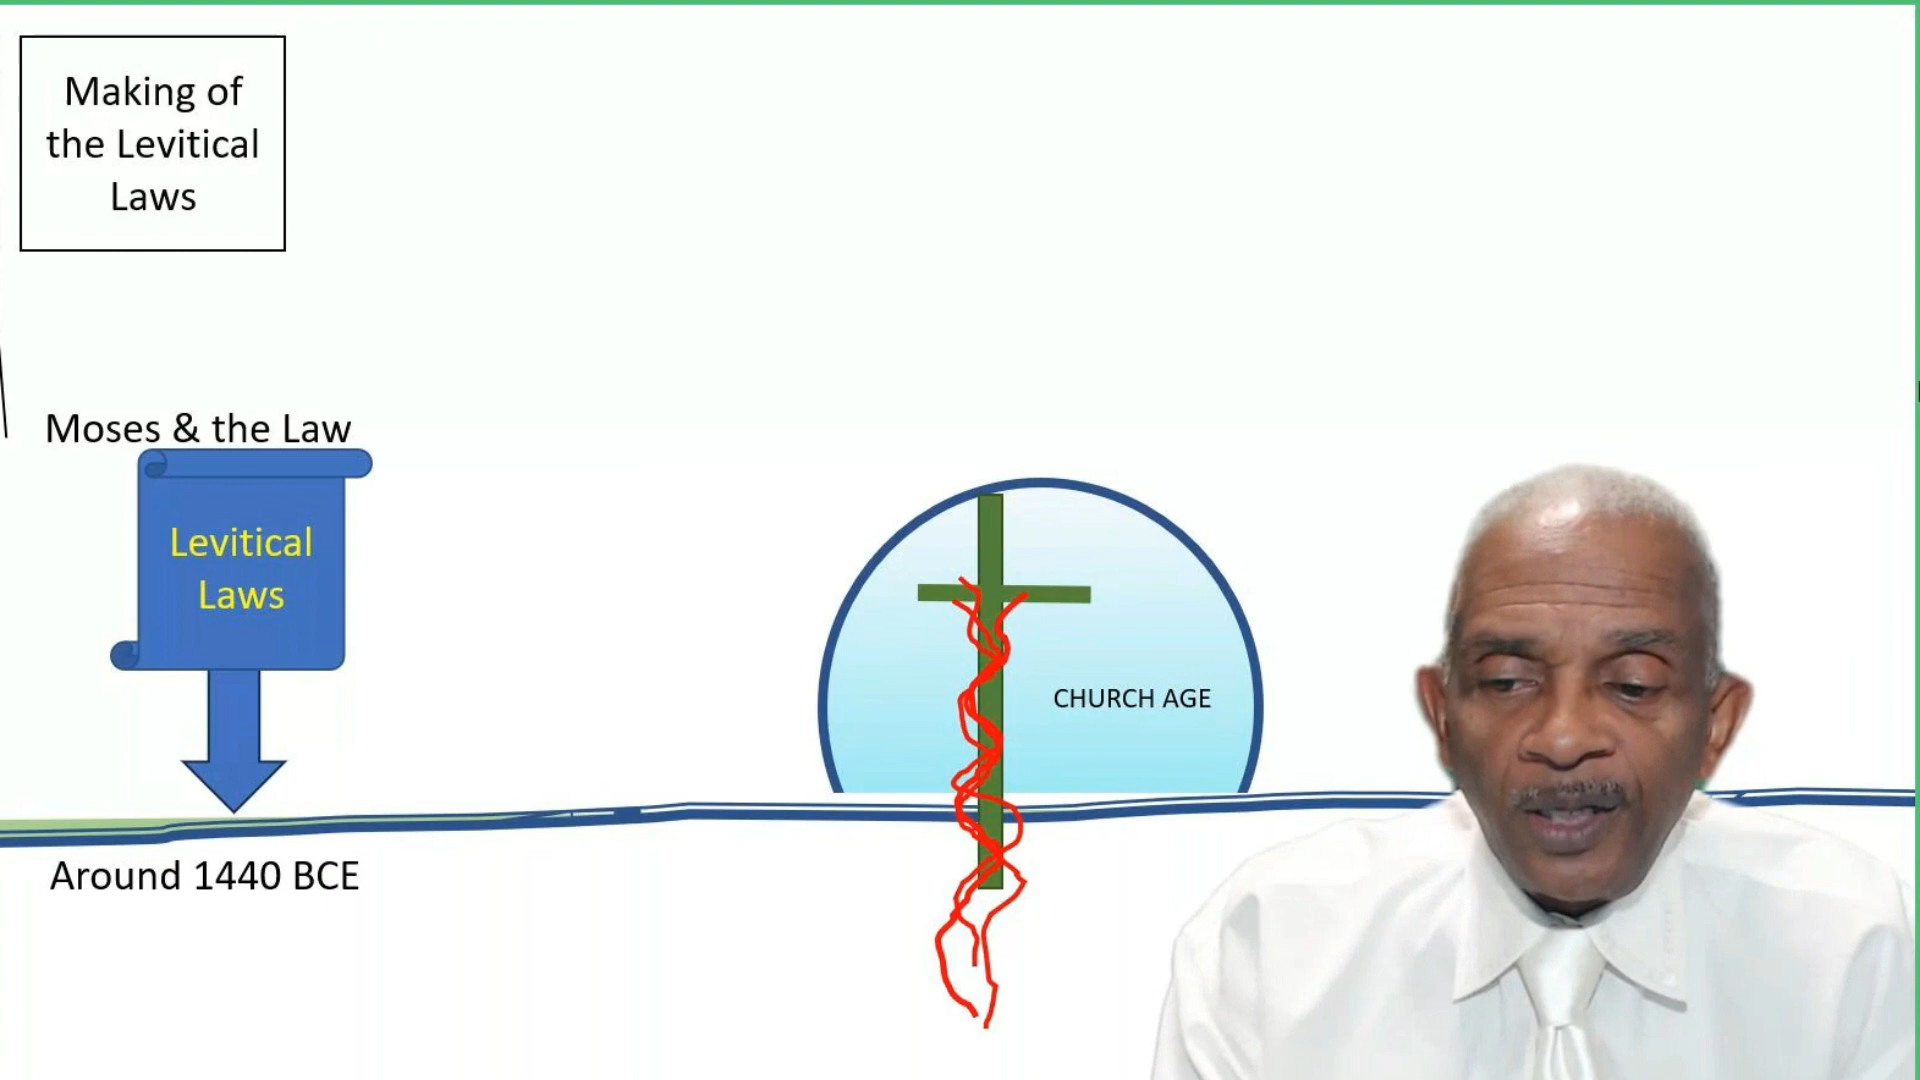 Making of
the Levitical
Laws
Moses & the Law
Levitical
Laws
CHURCH AGE
Around 1440 BCE